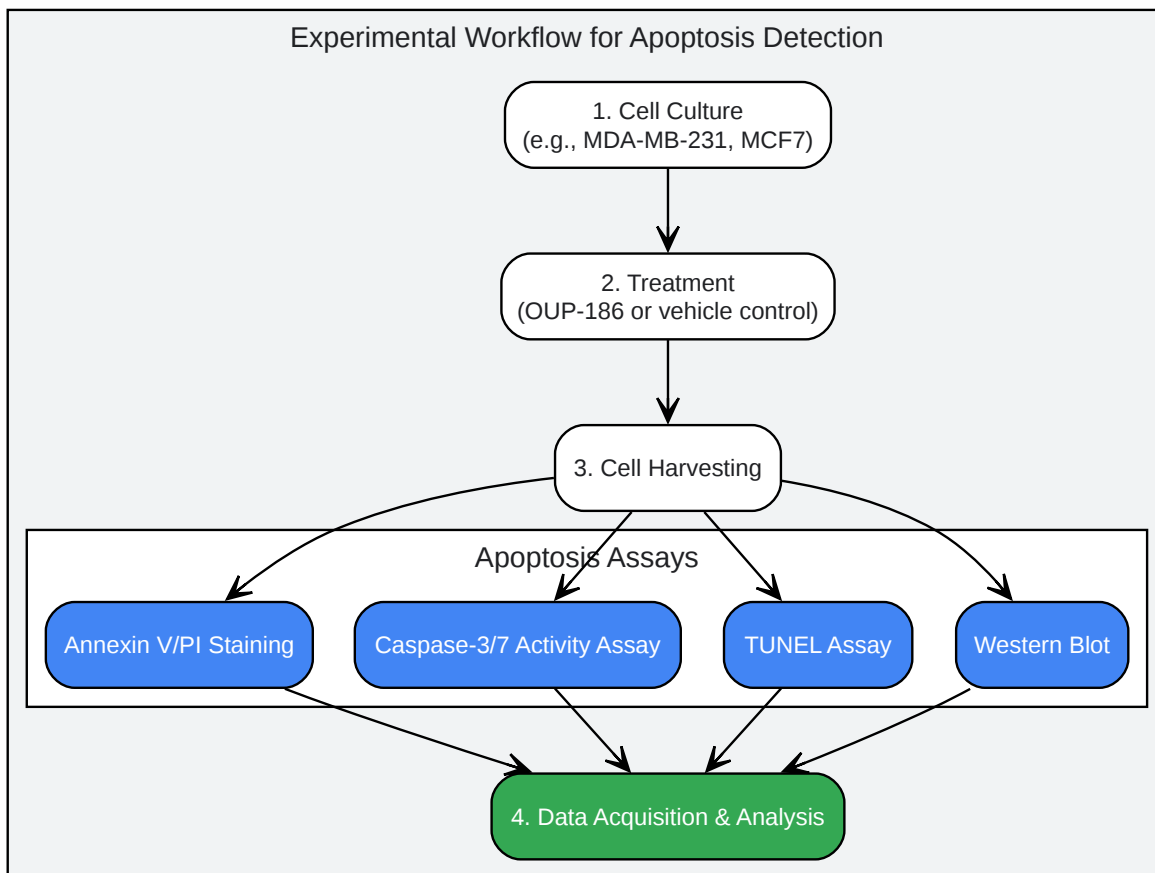 Experimental Workflow for Apoptosis Detection
1. Cell Culture
(e.g., MDA-MB-231, MCF7)
2. Treatment
(OUP-186 or vehicle control)
3. Cell Harvesting
Apoptosis Assays
Annexin V/PI Staining
Caspase-3/7 Activity Assay
TUNEL Assay
Western Blot
4. Data Acquisition & Analysis